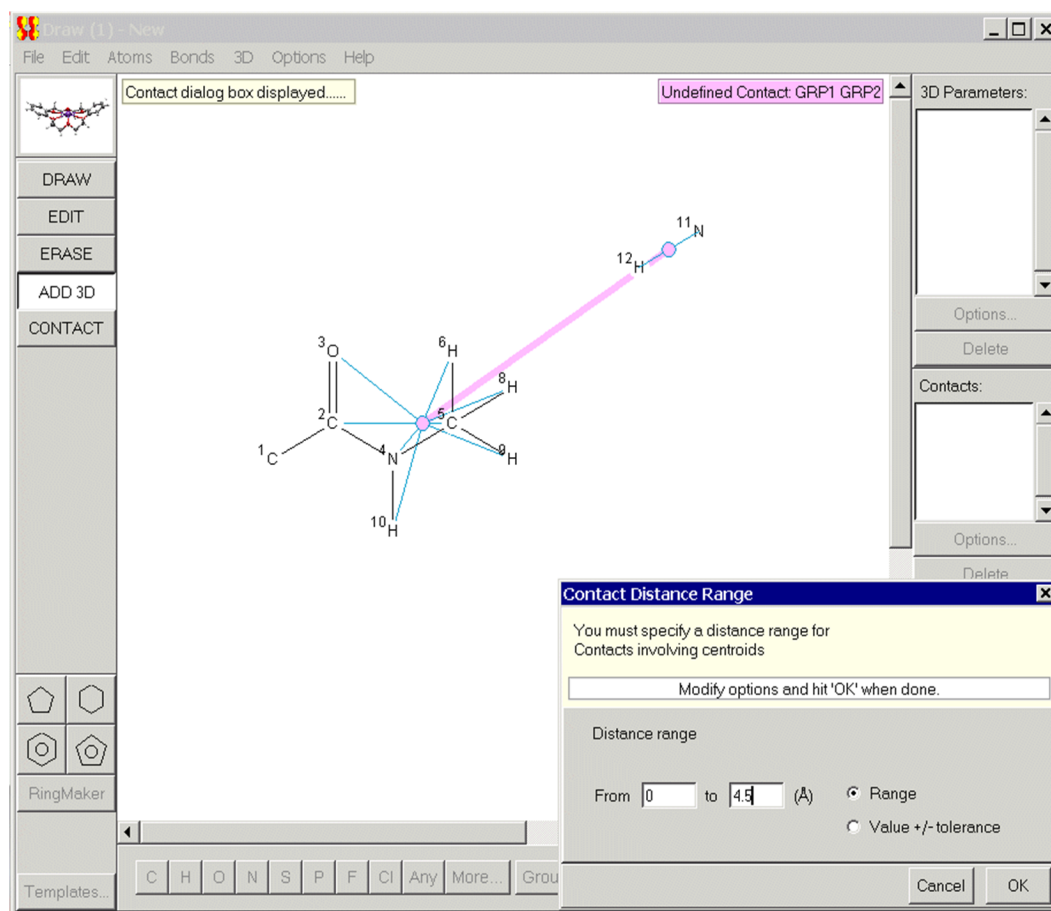 Draw (1) - New
File Edit Atoms Bonds 3D Options Help
Contact dialog box displayed......
Undefined Contact: GRP1 GRP2
3D Parameters:
DRAW
EDIT
ERASE
ADD 3D
CONTACT
11 N
12 H
Options...
Delete
3 O
6 H
8 H
Contacts:
2 C
5 C
1 C
4 N
9 H
10 H
Options...
Delete
Contact Distance Range
You must specify a distance range for
Contacts involving centroids
Modify options and hit 'OK' when done.
Distance range
From 0 to 4.5 (Å) Range
Value +/- tolerance
RingMaker
Templates...
C H O N S P F Cl Any More... Grou
Cancel OK